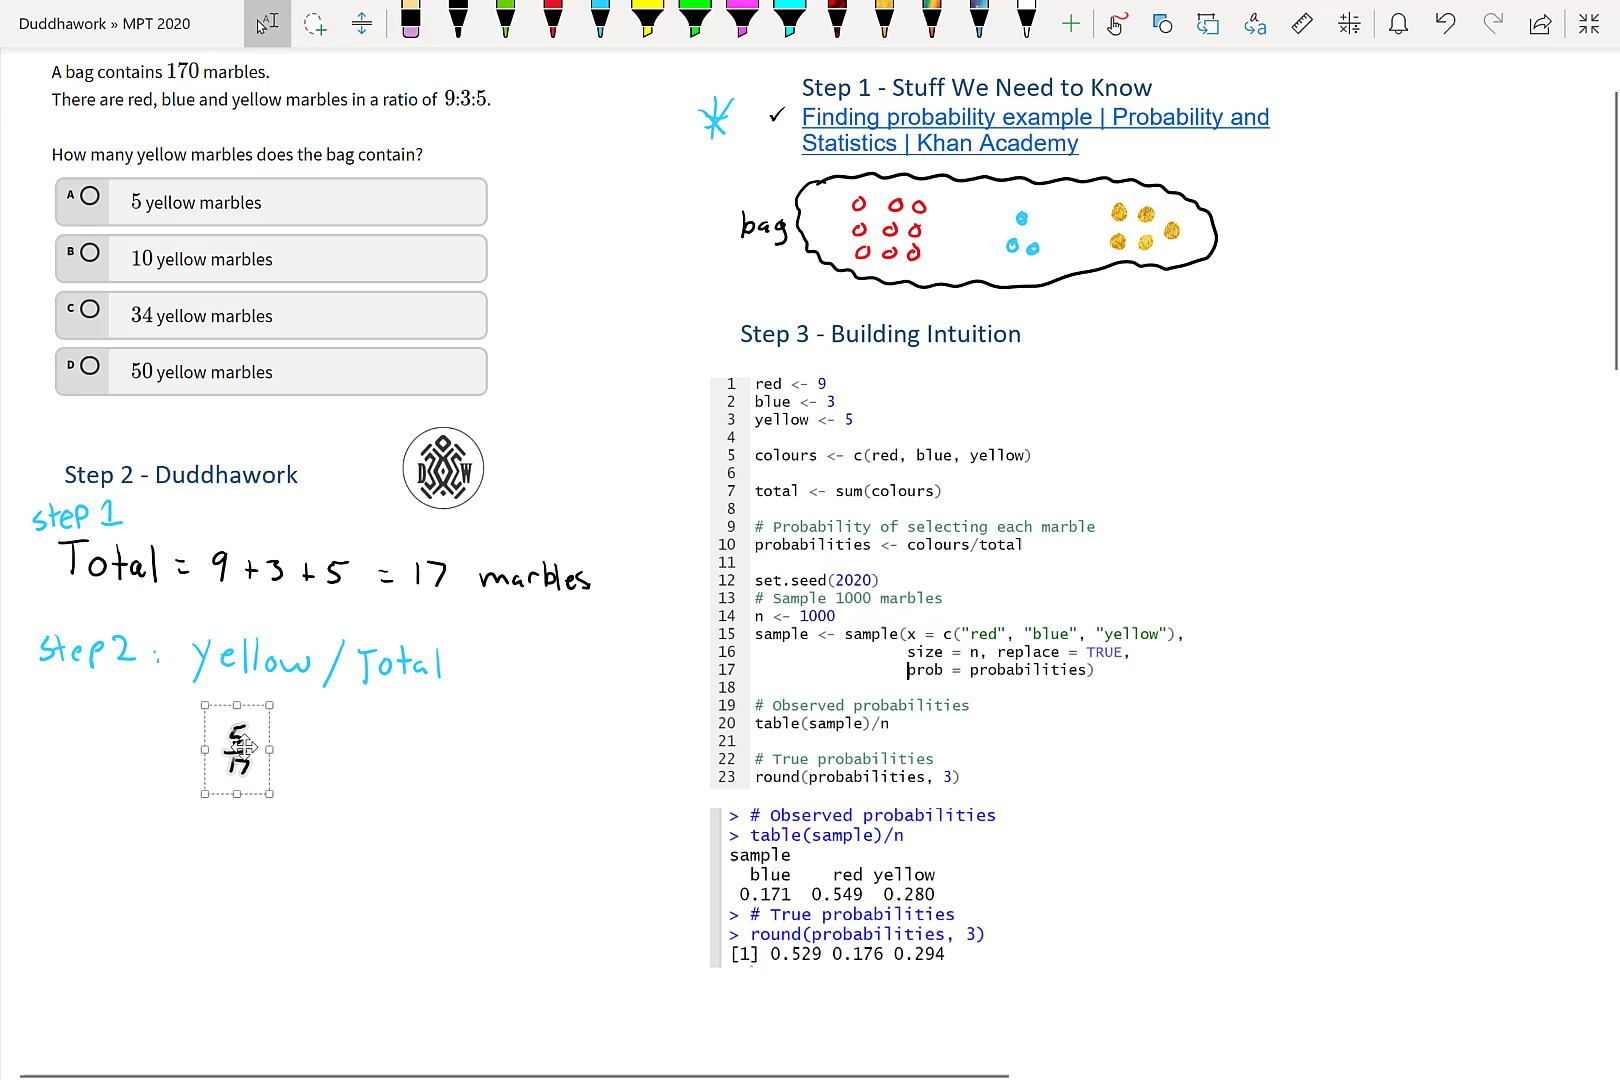 Duddhawork » MPT 2020
A bag contains 170 marbles.
There are red, blue and yellow marbles in a ratio of 9:3:5.
How many yellow marbles does the bag contain?
A 5 yellow marbles
B 10 yellow marbles
C 34 yellow marbles
D 50 yellow marbles
Step 2 - Duddhawork
DW
step 1
Total = 9 + 3 + 5 = 17 marbles
step 2 : Yellow / Total
5
17
Step 1 - Stuff We Need to Know
✓ Finding probability example | Probability and
Statistics | Khan Academy
bag
Step 3 - Building Intuition
1 red <- 9
2 blue <- 3
3 yellow <- 5
4
5 colours <- c(red, blue, yellow)
6
7 total <- sum(colours)
8
9 # Probability of selecting each marble
10 probabilities <- colours/total
11
12 set.seed(2020)
13 # Sample 1000 marbles
14 n <- 1000
15 sample <- sample(x = c("red", "blue", "yellow"),
16 size = n, replace = TRUE,
17 prob = probabilities)
18
19 # Observed probabilities
20 table(sample)/n
21
22 # True probabilities
23 round(probabilities, 3)
> # Observed probabilities
> table(sample)/n
sample
blue red yellow
0.171 0.549 0.280
> # True probabilities
> round(probabilities, 3)
[1] 0.529 0.176 0.294